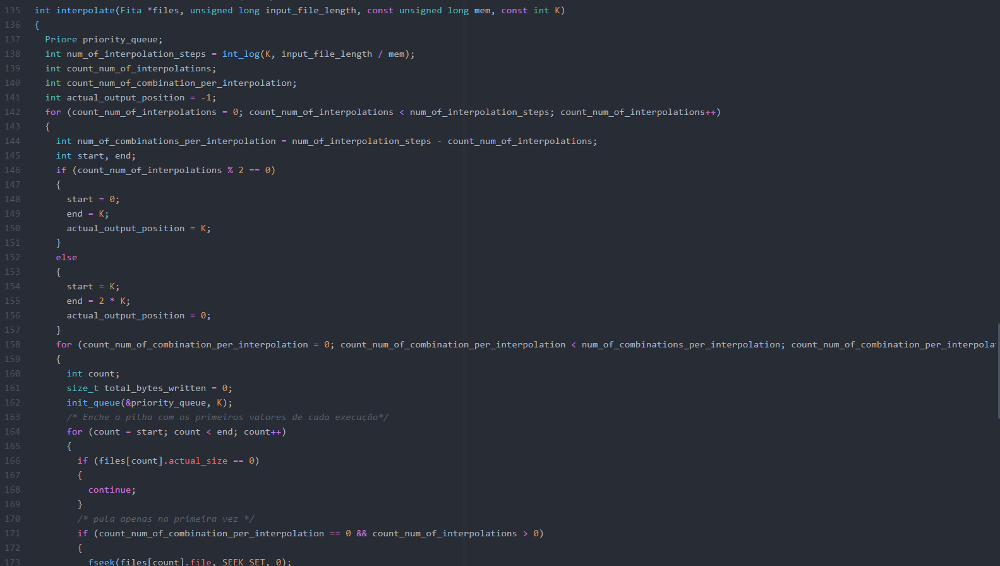 135 int interpolate(Fita *files, unsigned long input_file_length, const unsigned long mem, const int K)
136 {
137 Priore priority_queue;
138 int num_of_interpolation_steps = int_log(K, input_file_length / mem);
139 int count_num_of_interpolations;
140 int count_num_of_combination_per_interpolation;
141 int actual_output_position = -1;
142 for (count_num_of_interpolations = 0; count_num_of_interpolations < num_of_interpolation_steps; count_num_of_interpolations++)
143 {
144 int num_of_combinations_per_interpolation = num_of_interpolation_steps - count_num_of_interpolations;
145 int start, end;
146 if (count_num_of_interpolations % 2 == 0)
147 {
148 start = 0;
149 end = K;
150 actual_output_position = K;
151 }
152 else
153 {
154 start = K;
155 end = 2 * K;
156 actual_output_position = 0;
157 }
158 for (count_num_of_combination_per_interpolation = 0; count_num_of_combination_per_interpolation < num_of_combinations_per_interpolation; count_num_of_combination_per_interpola
159 {
160 int count;
161 size_t total_bytes_written = 0;
162 init_queue(&priority_queue, K);
163 /* Enche a pilha com os primeiros valores de cada execução*/
164 for (count = start; count < end; count++)
165 {
166 if (files[count].actual_size == 0)
167 {
168 continue;
169 }
170 /* pula apenas na primeira vez */
171 if (count_num_of_combination_per_interpolation == 0 && count_num_of_interpolations > 0)
172 {
173 fseek(files[count].file, SEEK_SET, 0);